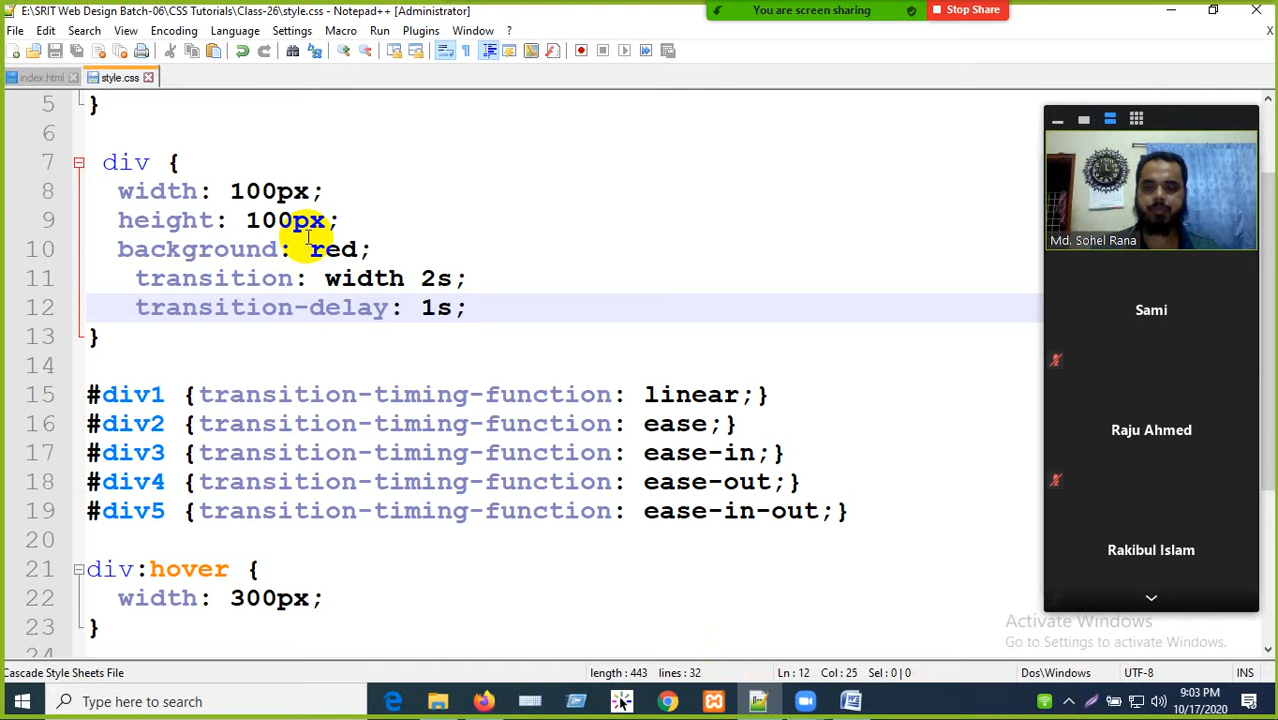 E:\SRIT Web Design Batch-06\CSS Tutorials\Class-26\style.css - Notepad++ [Administrator]
You are screen sharing
Stop Share
File Edit Search View Encoding Language Settings Macro Run Plugins Window ?
X
index.html
style.css
5 }
6
7 div {
8 width: 100px;
9 height: 100px;
10 background: red;
11 transition: width 2s;
12 transition-delay: 1s;
13 }
14
15 #div1 {transition-timing-function: linear;}
16 #div2 {transition-timing-function: ease;}
17 #div3 {transition-timing-function: ease-in;}
18 #div4 {transition-timing-function: ease-out;}
19 #div5 {transition-timing-function: ease-in-out;}
20
21 div:hover {
22 width: 300px;
23 }
24
Md. Sohel Rana
Sami
Raju Ahmed
Rakibul Islam
Activate Windows
Go to Settings to activate Windows.
Cascade Style Sheets File length : 443 lines : 32 Ln : 12 Col : 25 Sel : 0 | 0 Dos\Windows UTF-8 INS
Type here to search
9:03 PM
10/17/2020